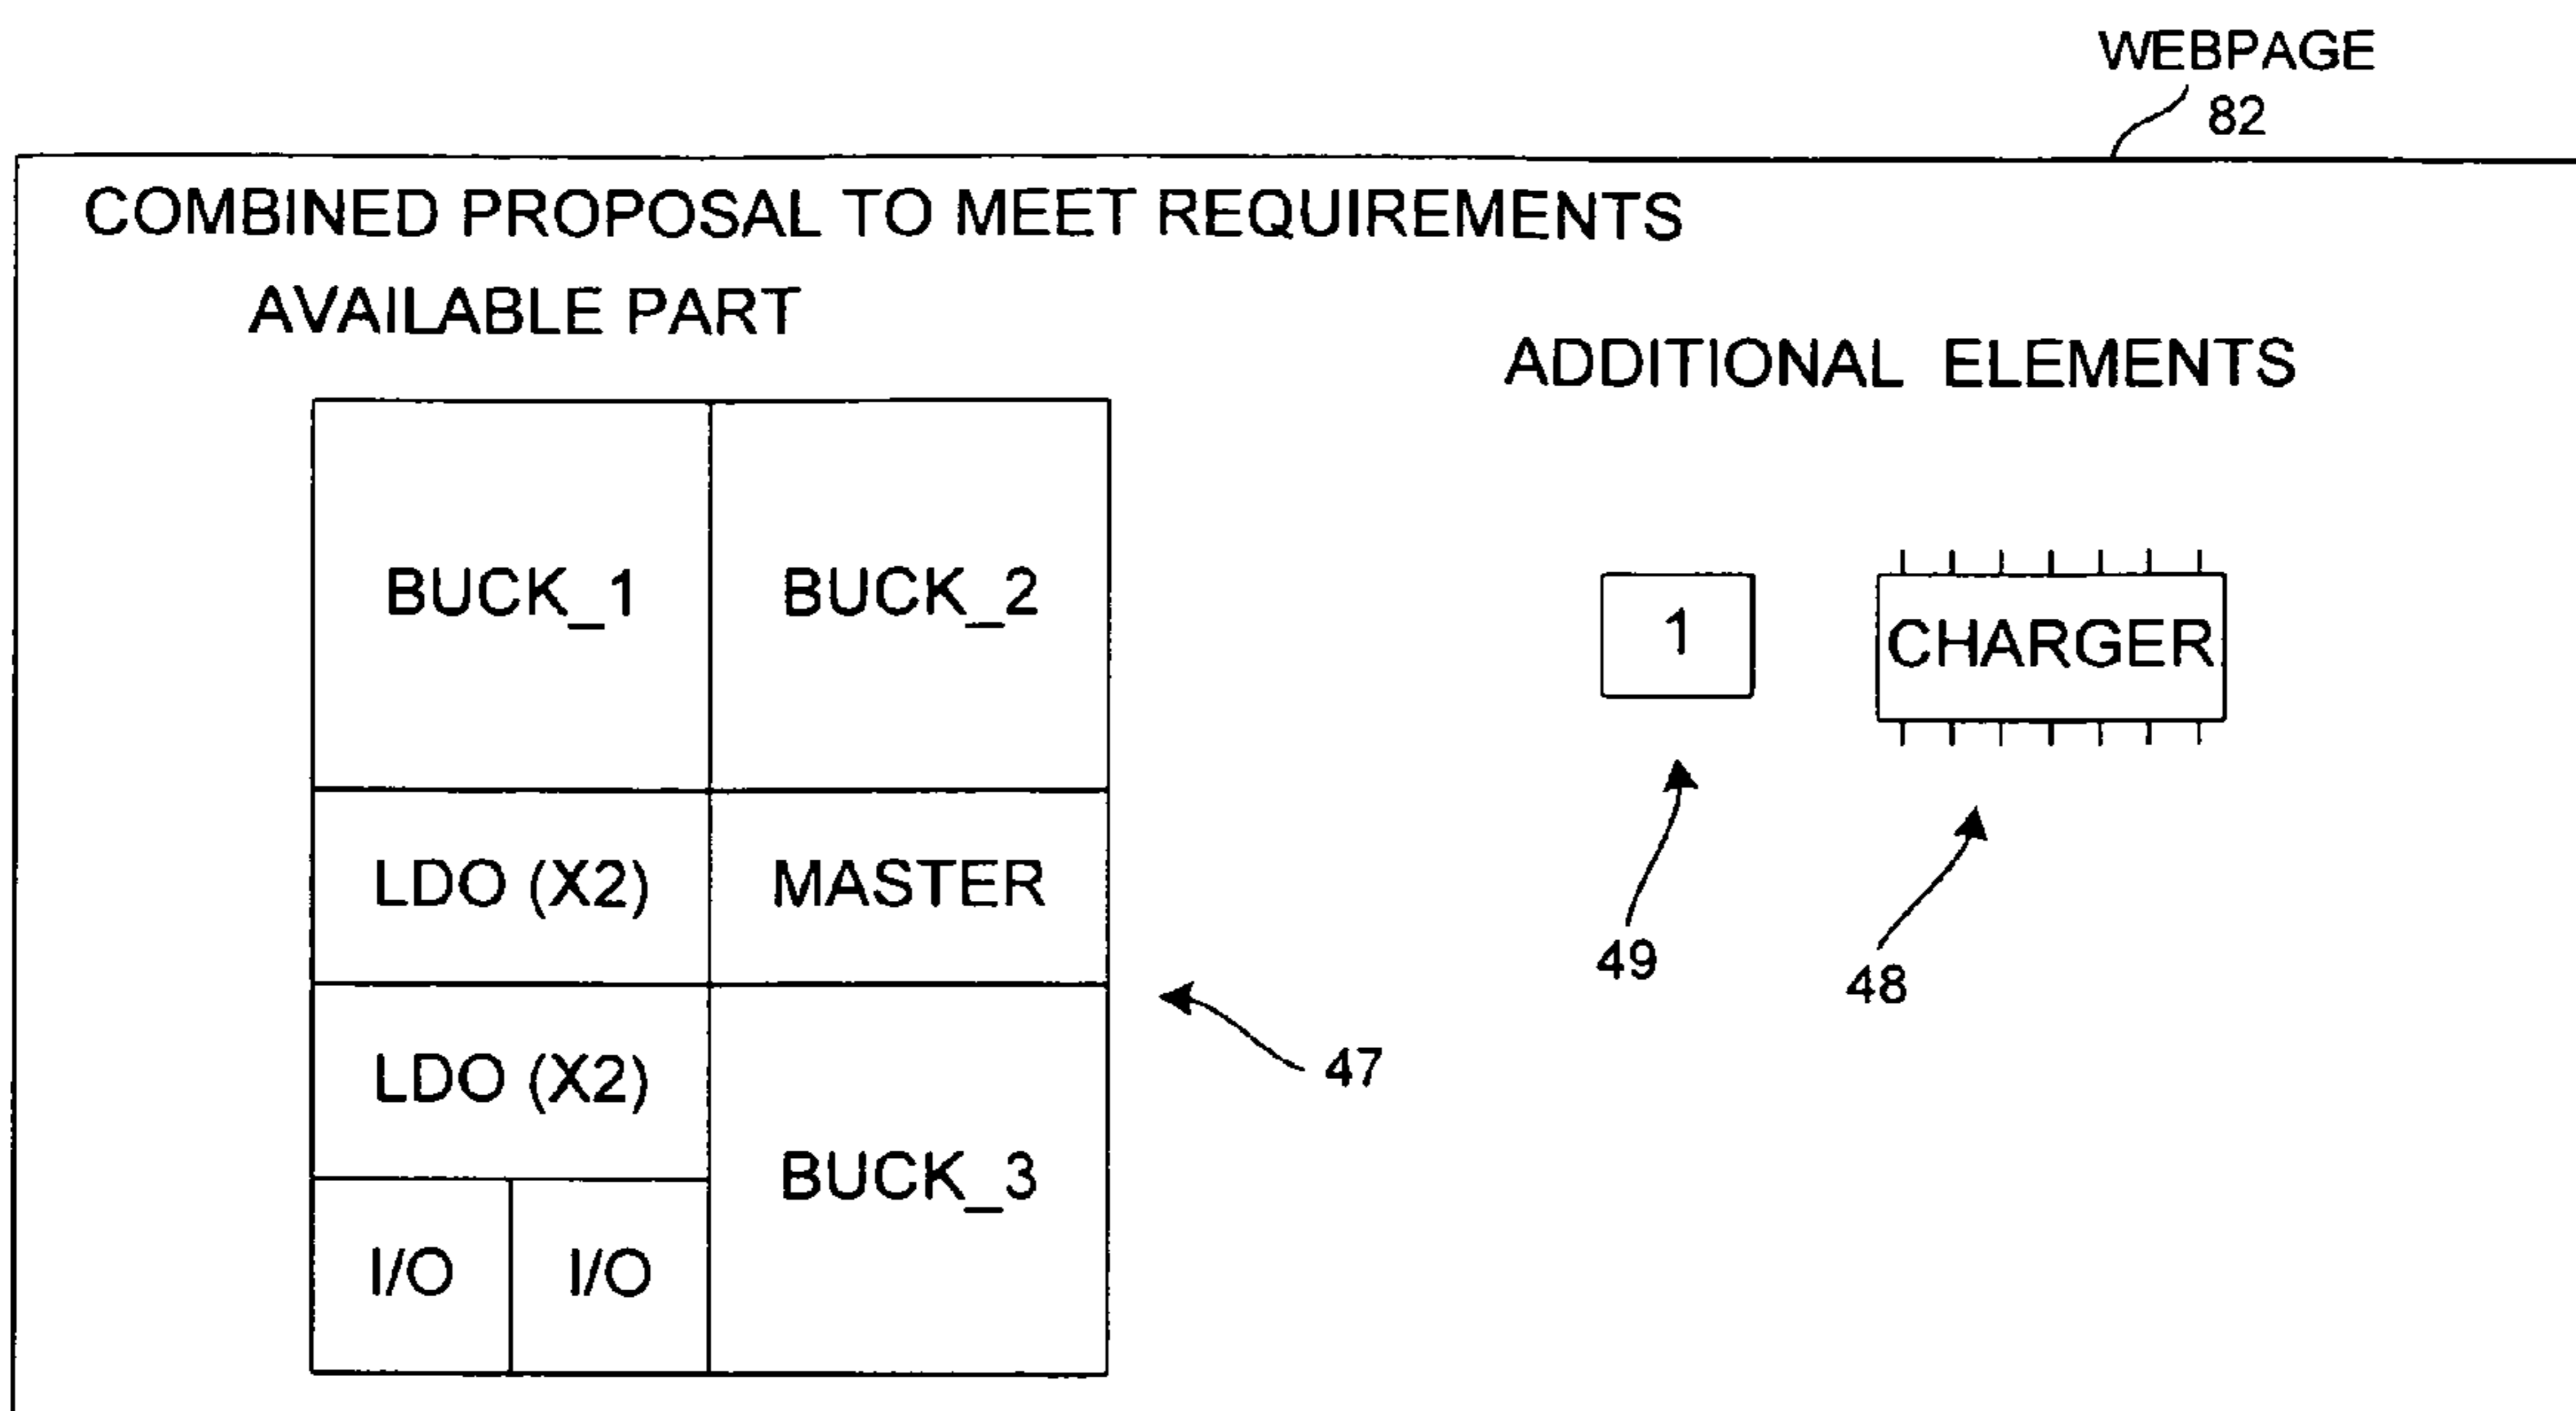 WEBPAGE
82
COMBINED PROPOSAL TO MEET REQUIREMENTS
AVAILABLE PART
ADDITIONAL ELEMENTS
BUCK_1
BUCK_2
LDO (X2)
MASTER
LDO (X2)
BUCK_3
I/O
I/O
47
1
CHARGER
49
48